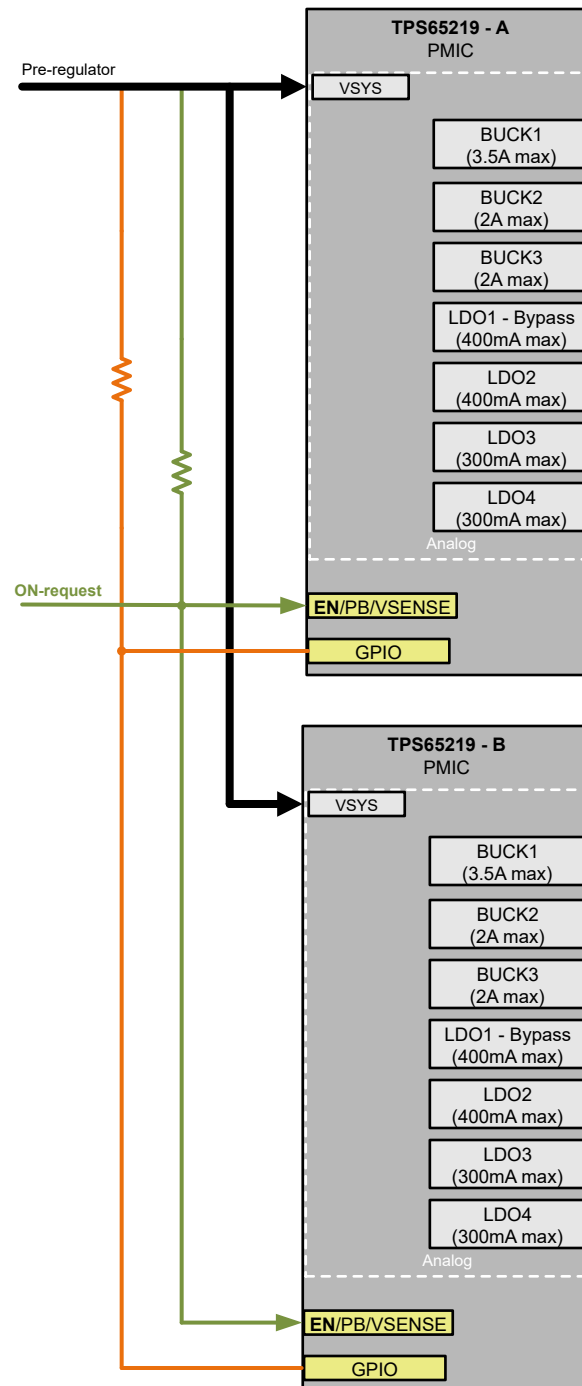 TPS65219 - A
PMIC
Pre-regulator
VSYS
BUCK1
(3.5A max)
BUCK2
(2A max)
BUCK3
(2A max)
LDO1 - Bypass
(400mA max)
LDO2
(400mA max)
LDO3
(300mA max)
LDO4
(300mA max)
Analog
ON-request
EN/PB/VSENSE
GPIO
TPS65219 - B
PMIC
VSYS
BUCK1
(3.5A max)
BUCK2
(2A max)
BUCK3
(2A max)
LDO1 - Bypass
(400mA max)
LDO2
(400mA max)
LDO3
(300mA max)
LDO4
(300mA max)
Analog
EN/PB/VSENSE
GPIO